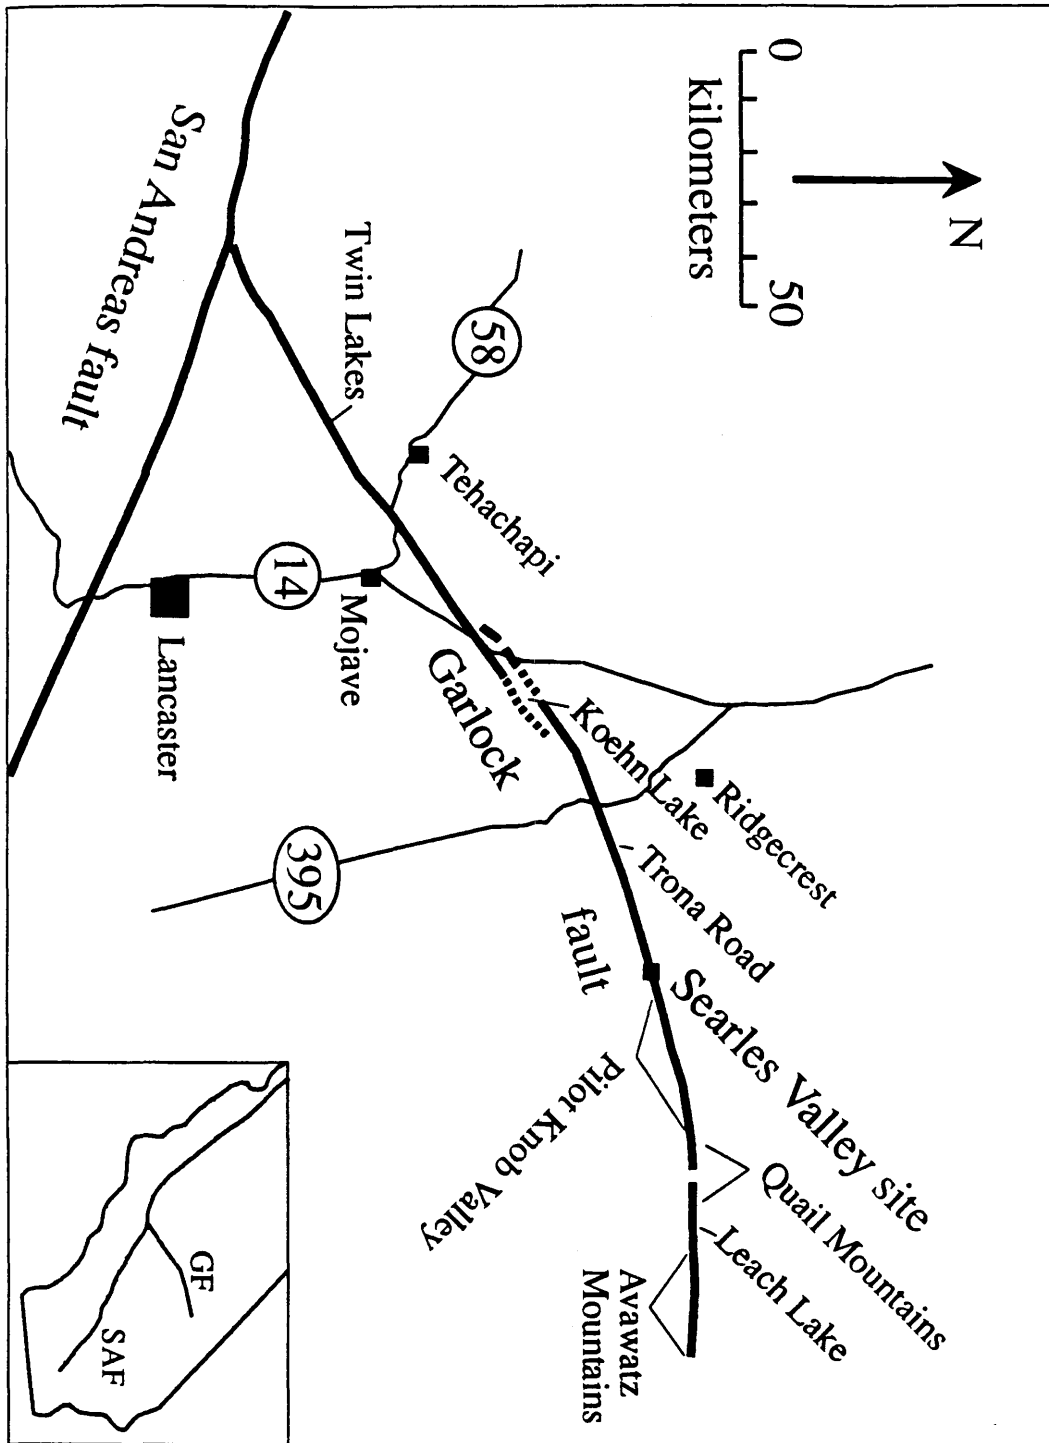 0
50
kilometers
N
San Andreas fault
Twin Lakes
58
Tehachapi
14
Mojave
Lancaster
Garlock
fault
Koehn Lake
Ridgecrest
395
Trona Road
Searles Valley site
Pilot Knob Valley
Quail Mountains
Leach Lake
Avawatz
Mountains
GF
SAF